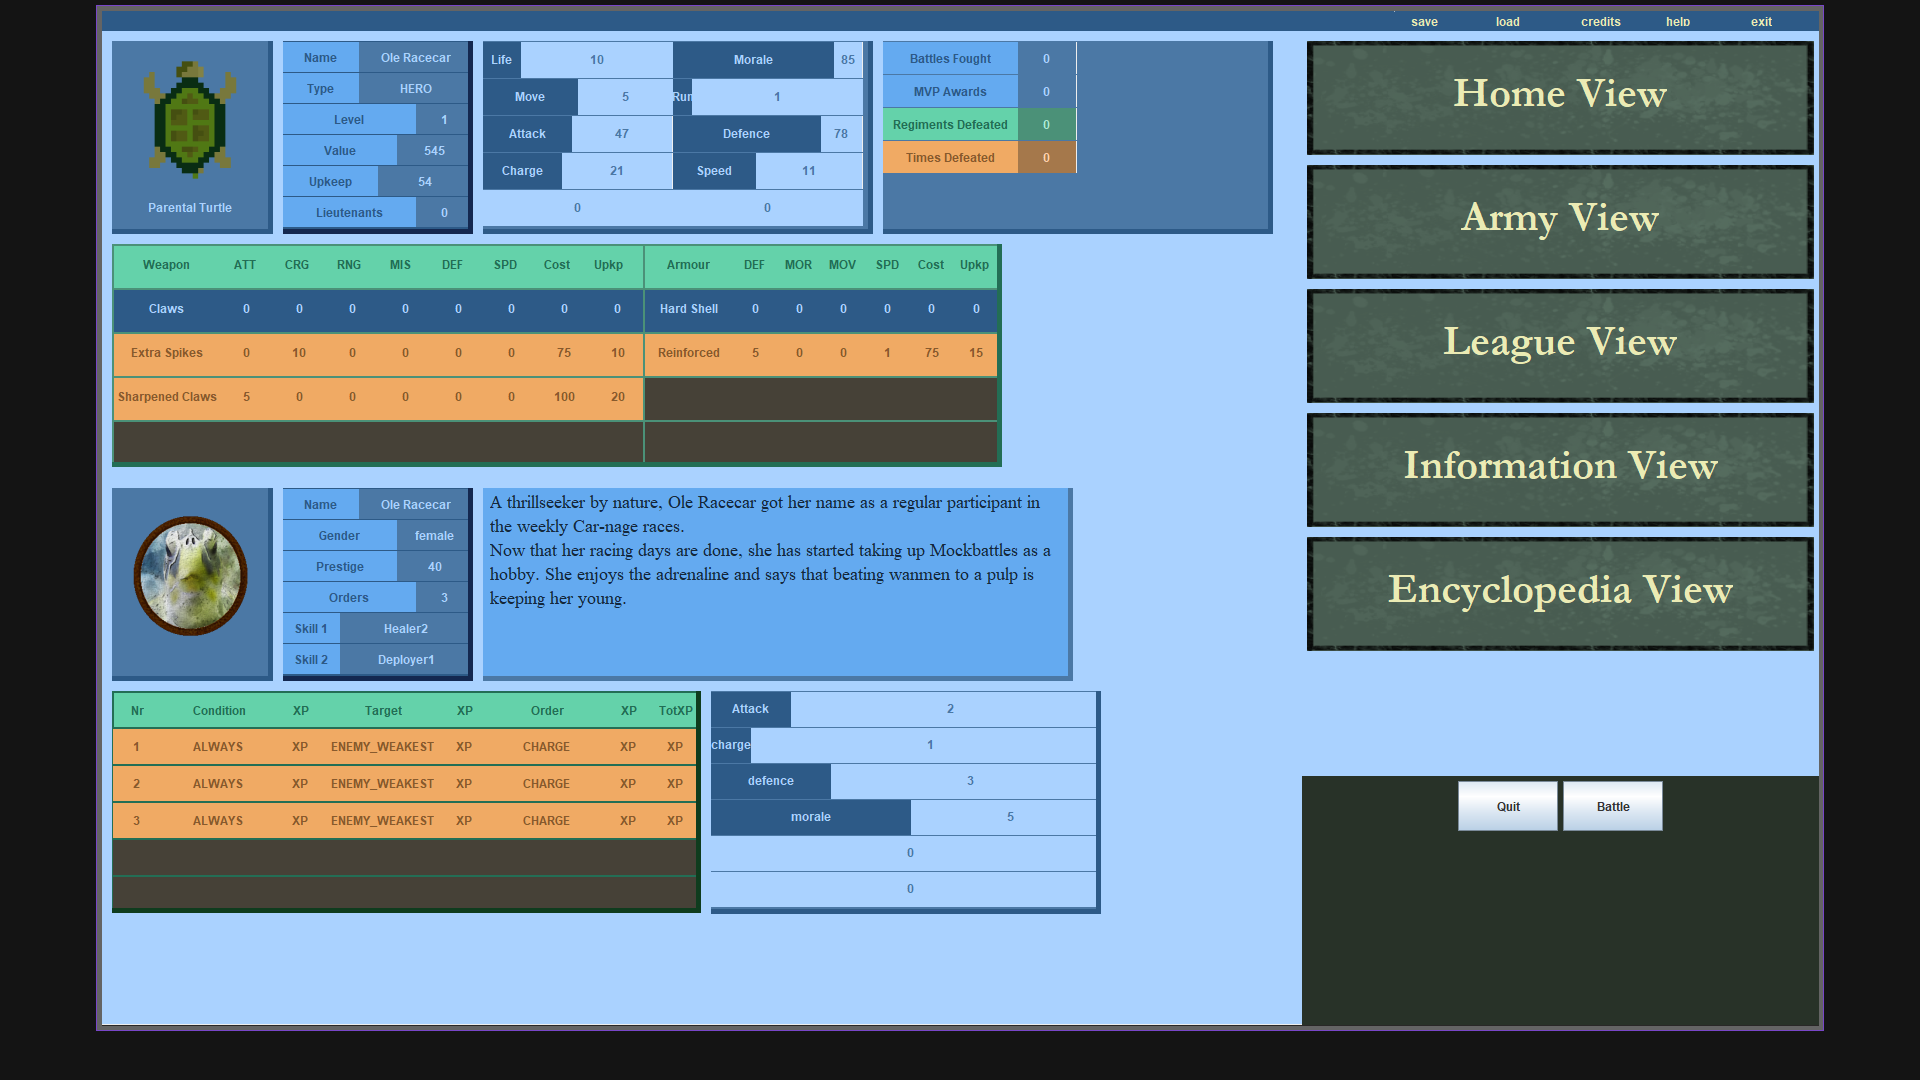 save load credits help exit
Parental Turtle
Name Ole Racecar
Type HERO
Level 1
Value 545
Upkeep 54
Lieutenants 0
Life 10 Morale 85
Move 5 Run 1
Attack 47 Defence 78
Charge 21 Speed 11
0 0
Battles Fought 0
MVP Awards 0
Regiments Defeated 0
Times Defeated 0
Weapon ATT CRG RNG MIS DEF SPD Cost Upkp Armour DEF MOR MOV SPD Cost Upkp
Claws 0 0 0 0 0 0 0 0 Hard Shell 0 0 0 0 0 0
Extra Spikes 0 10 0 0 0 0 75 10 Reinforced 5 0 0 1 75 15
Sharpened Claws 5 0 0 0 0 0 100 20
Name Ole Racecar
Gender female
Prestige 40
Orders 3
Skill 1 Healer2
Skill 2 Deployer1
A thrillseeker by nature, Ole Racecar got her name as a regular participant in
the weekly Car-nage races.
Now that her racing days are done, she has started taking up Mockbattles as a
hobby. She enjoys the adrenaline and says that beating wanmen to a pulp is
keeping her young.
Nr Condition XP Target XP Order XP TotXP
1 ALWAYS XP ENEMY_WEAKEST XP CHARGE XP XP
2 ALWAYS XP ENEMY_WEAKEST XP CHARGE XP XP
3 ALWAYS XP ENEMY_WEAKEST XP CHARGE XP XP
Attack 2
charge 1
defence 3
morale 5
0
0
Home View
Army View
League View
Information View
Encyclopedia View
Quit Battle